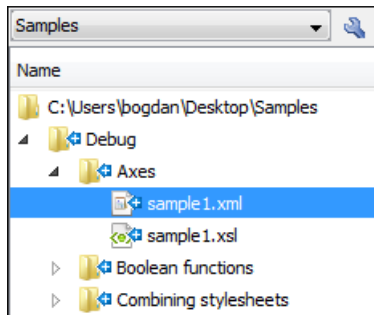 Samples
Name
C:\Users\bogdan\Desktop\Samples
Debug
Axes
sample1.xml
sample1.xsl
Boolean functions
Combining stylesheets